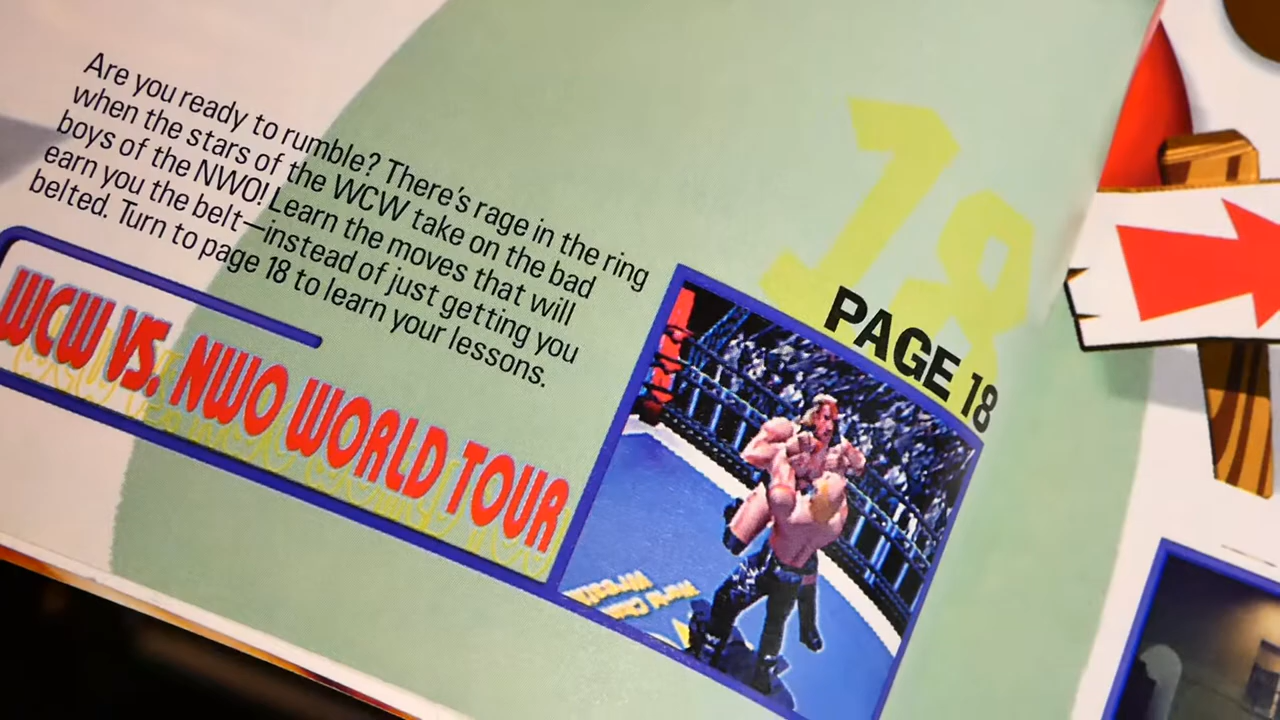 Are you ready to rumble? There's rage in the ring
when the stars of the WCW take on the bad
boys of the NWO! Learn the moves that will
earn you the belt—instead of just getting you
belted. Turn to page 18 to learn your lessons.
WCW VS. NWO WORLD TOUR
18
PAGE 18